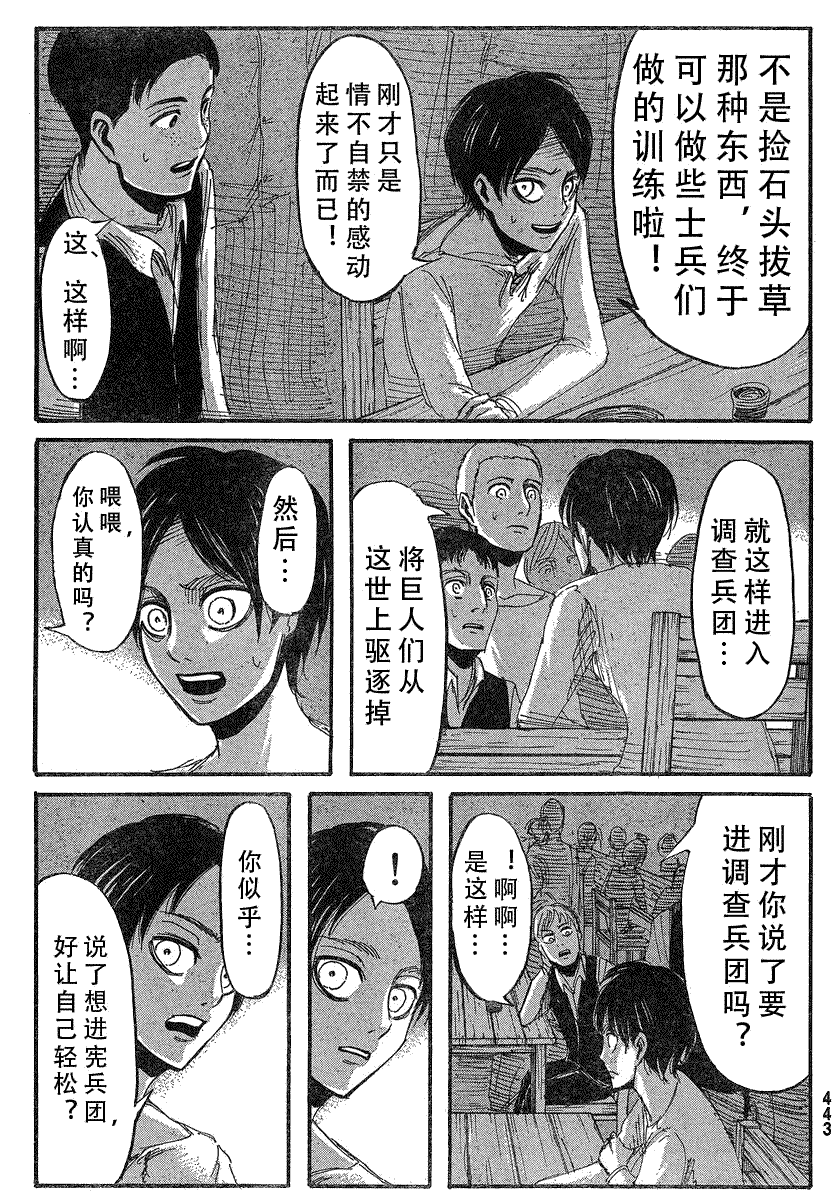 不是捡石头拔草
那种东西，终于
可以做些士兵们
做的训练啦！
刚才只是
情不自禁的感动
起来了而已！
这、
这样啊…
就这样进入
调查兵团…
将巨人们从
这世上驱逐掉
然后…
喂喂，
你认真的吗？
刚才你说了要
进调查兵团吗？
！啊啊…
是这样…
！
你似乎…
说了想进宪兵团，
好让自己轻松？
443